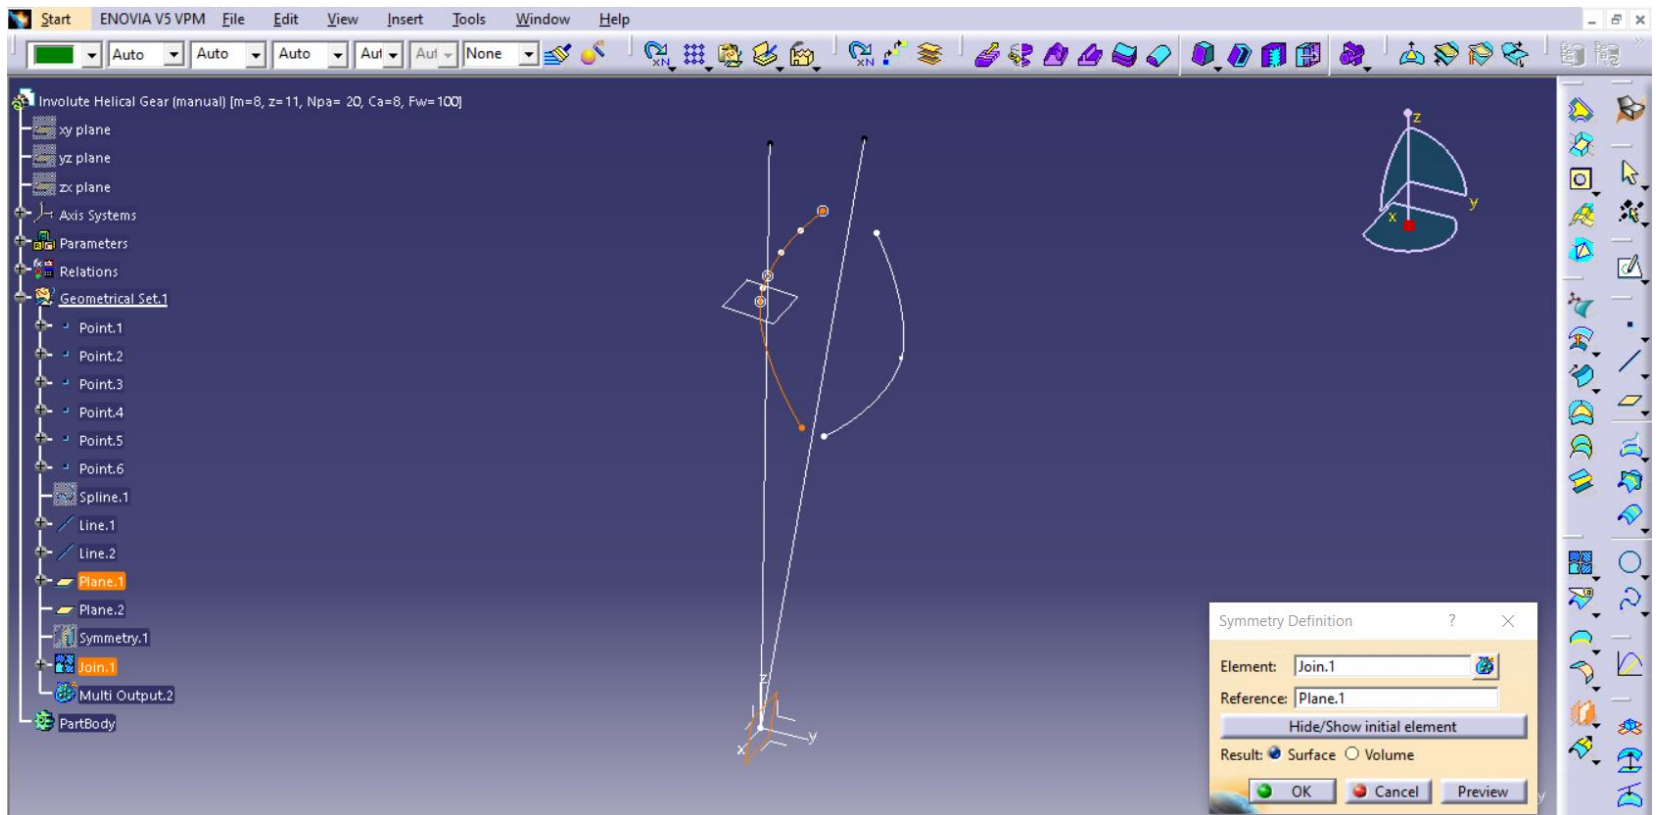 Start ENOVIA V5 VPM File Edit View Insert Tools Window Help
Auto Auto Auto Aut Aut None
Involute Helical Gear (manual) [m=8, z=11, Npa= 20, Ca=8, Fw=100]
xy plane
yz plane
zx plane
Axis Systems
Parameters
Relations
Geometrical Set.1
Point.1
Point.2
Point.3
Point.4
Point.5
Point.6
Spline.1
Line.1
Line.2
Plane.1
Plane.2
Symmetry.1
Join.1
Multi Output.2
PartBody
z
y
x
z
y
x
Symmetry Definition ?
Element: Join.1
Reference: Plane.1
Hide/Show initial element
Result: Surface Volume
OK Cancel Preview
y